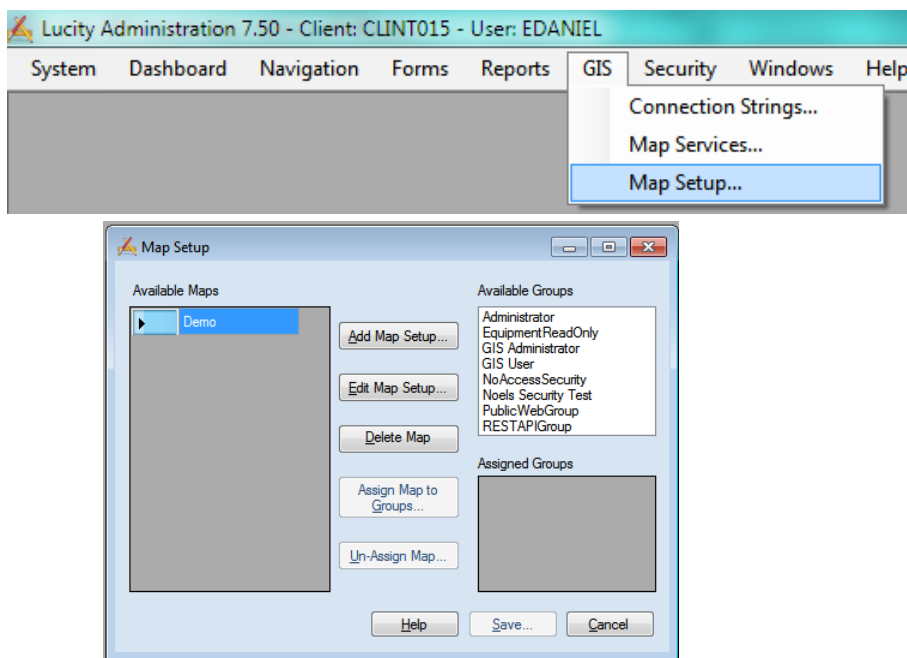 Lucity Administration 7.50 - Client: CLINT015 - User: EDANIEL
System Dashboard Navigation Forms Reports GIS Security Windows Help
Connection Strings...
Map Services...
Map Setup...
Map Setup
Available Maps
Demo
Add Map Setup...
Edit Map Setup...
Delete Map
Assign Map to
Groups...
Un-Assign Map...
Available Groups
Administrator
EquipmentReadOnly
GIS Administrator
GIS User
NoAccessSecurity
Noels Security Test
PublicWebGroup
RESTAPIGroup
Assigned Groups
Help Save... Cancel